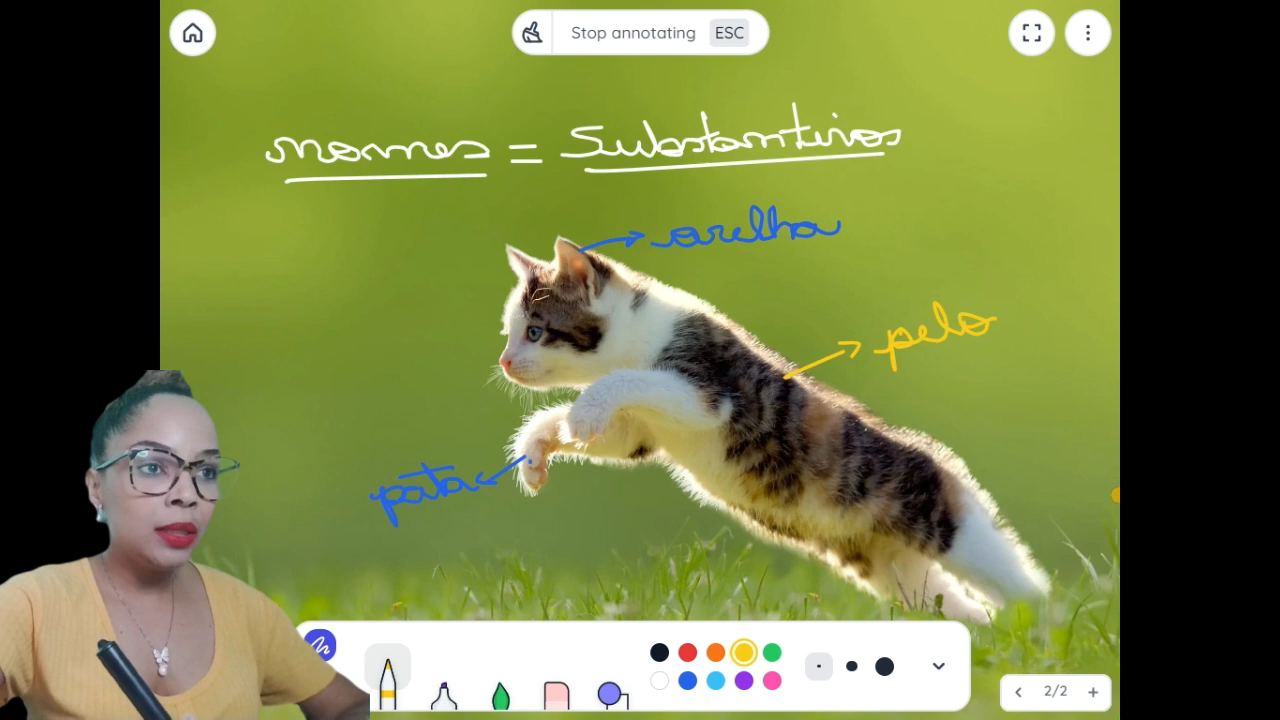 Stop annotating ESC
nomes = Substantivos
orelha
pelo
pata
2/2